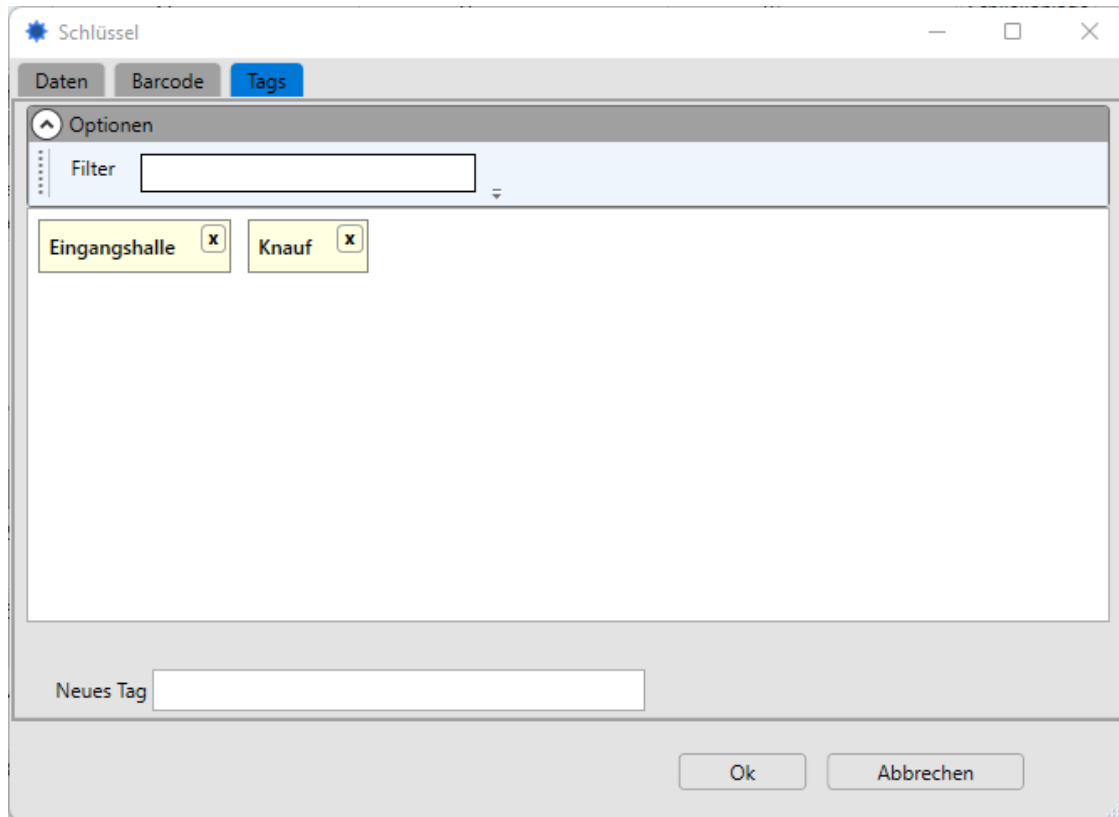 Schlüssel
Daten Barcode Tags
Optionen
Filter
Eingangshalle x Knauf x
Neues Tag
Ok Abbrechen